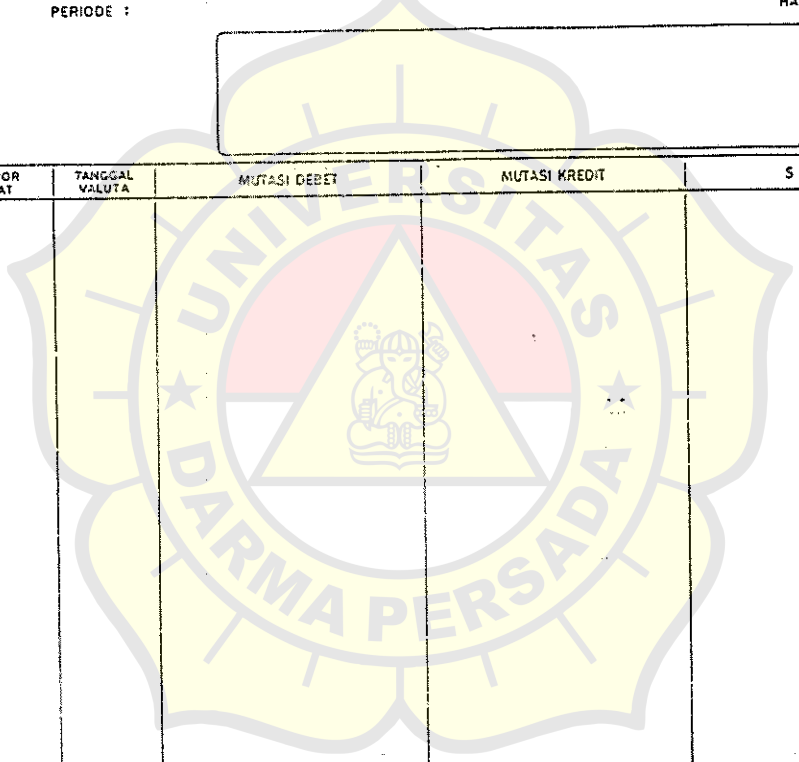 PERIODE :
HA
OR
AT
TANGGAL
VALUTA
MUTASI DEBET
MUTASI KREDIT
S
UNIVERSITAS
DARMA PERSADA